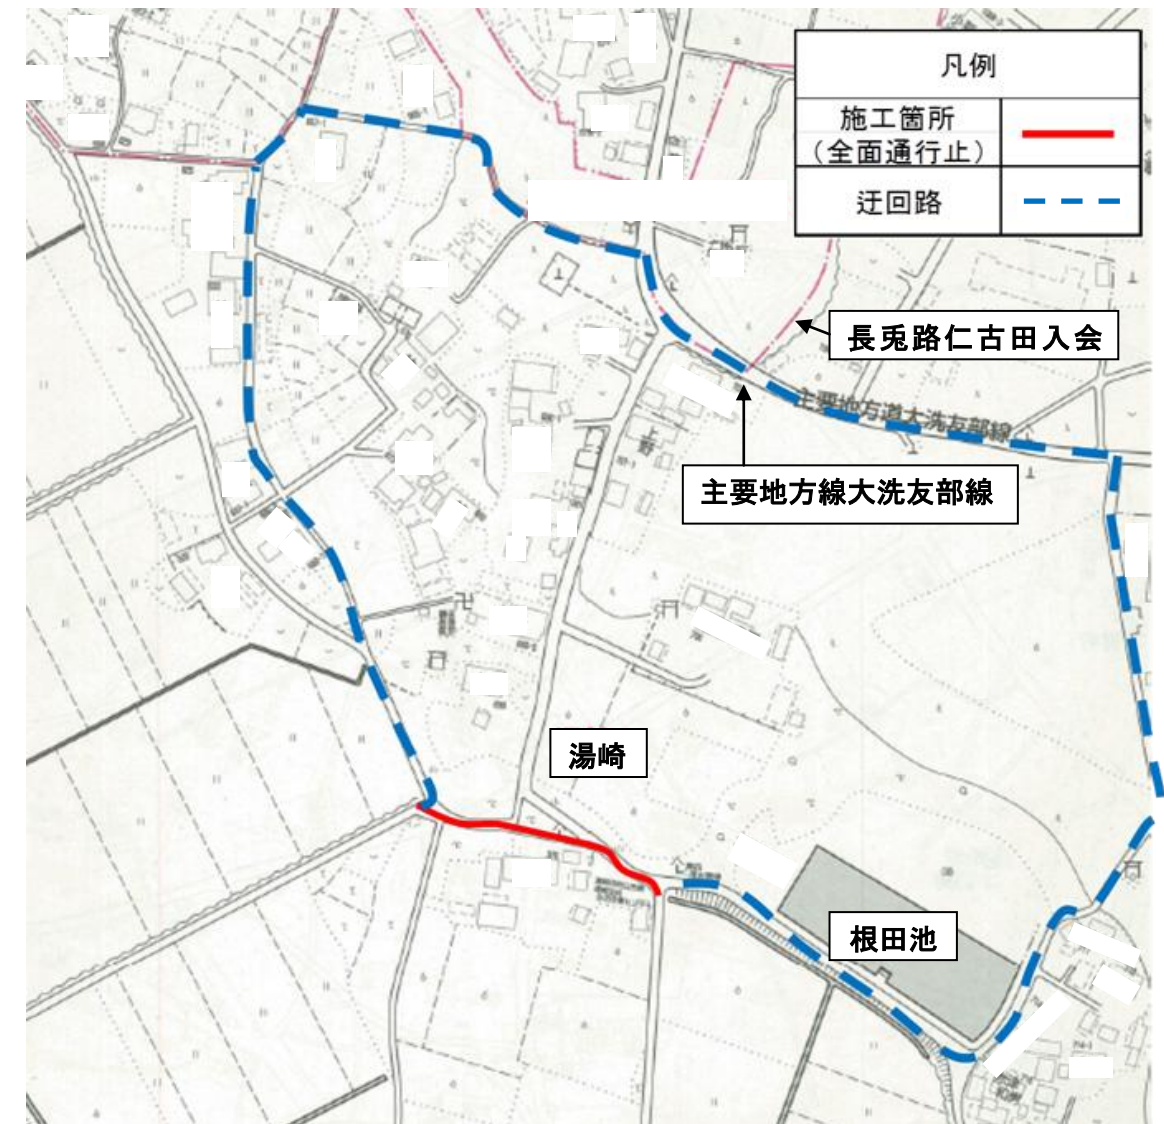 凡例
施工箇所
(全面通行止)
迂回路
長兎路仁古田入会
主要地方道大洗友部線
上野
主要地方線大洗友部線
湯崎
根田池